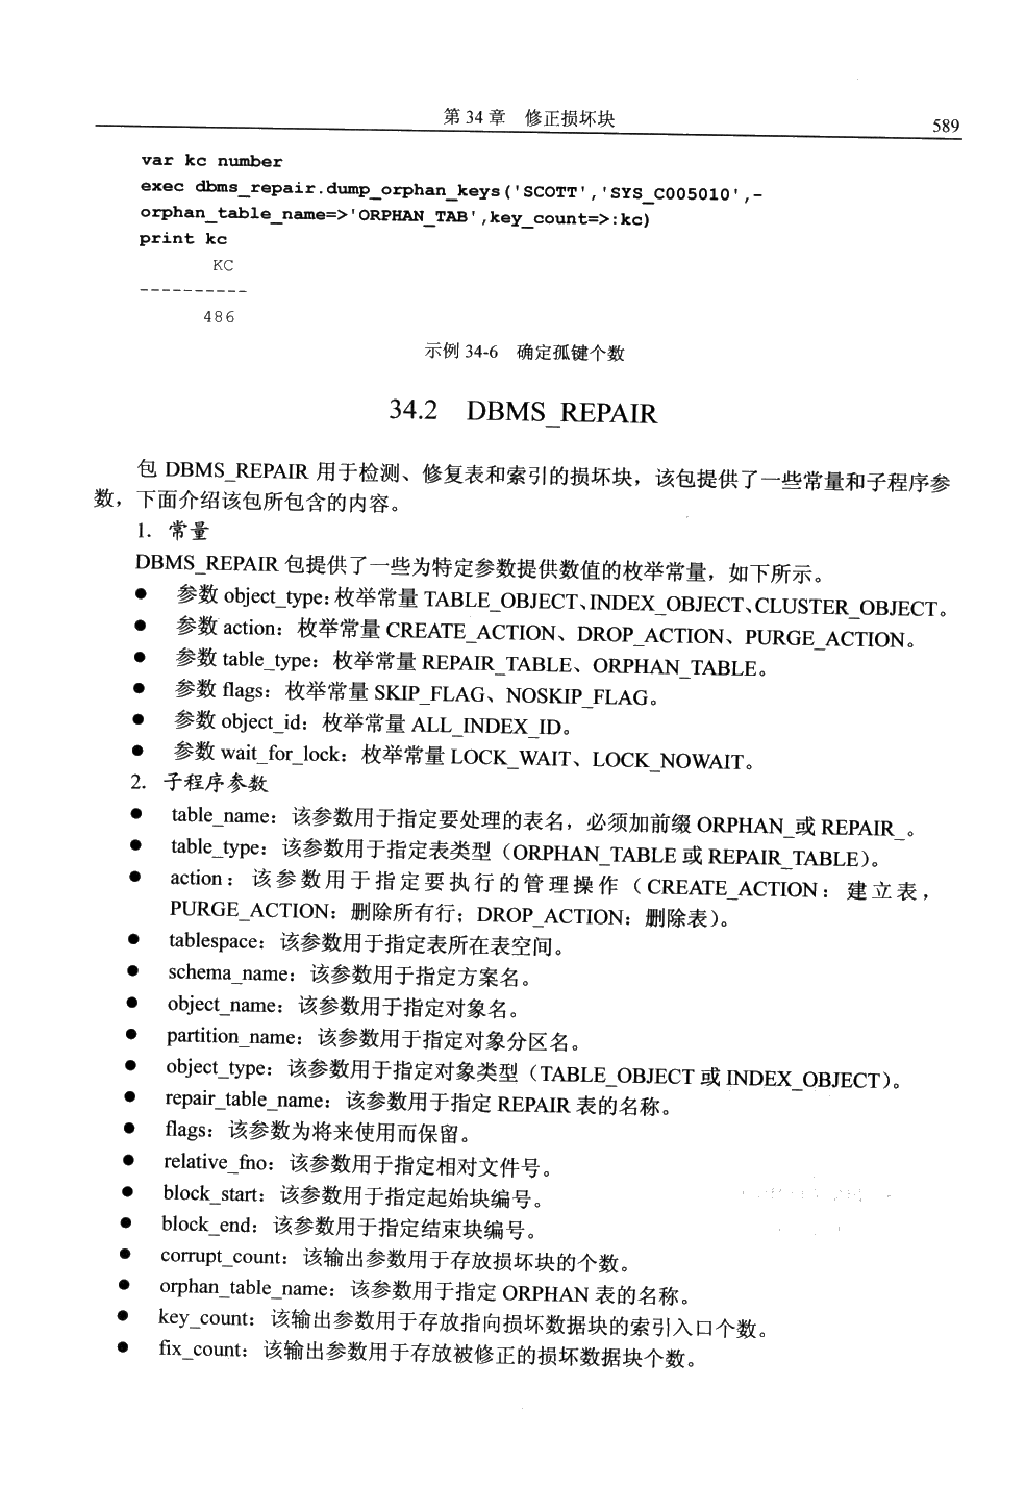 第 34 章 修正损坏块
589
var kc number
exec dbms_repair.dump_orphan_keys('SCOTT','SYS_C005010',-
orphan_table_name=>'ORPHAN_TAB',key_count=>:kc)
print kc
KC
----------
486
示例 34-6 确定孤键个数
34.2 DBMS_REPAIR
包 DBMS_REPAIR 用于检测、修复表和索引的损坏块，该包提供了一些常量和子程序参
数，下面介绍该包所包含的内容。
1. 常量
DBMS_REPAIR 包提供了一些为特定参数提供数值的枚举常量，如下所示。
● 参数 object_type：枚举常量 TABLE_OBJECT、INDEX_OBJECT、CLUSTER_OBJECT。
● 参数 action：枚举常量 CREATE_ACTION、DROP_ACTION、PURGE_ACTION。
● 参数 table_type：枚举常量 REPAIR_TABLE、ORPHAN_TABLE。
● 参数 flags：枚举常量 SKIP_FLAG、NOSKIP_FLAG。
● 参数 object_id：枚举常量 ALL_INDEX_ID。
● 参数 wait_for_lock：枚举常量 LOCK_WAIT、LOCK_NOWAIT。
2. 子程序参数
● table_name：该参数用于指定要处理的表名，必须加前缀 ORPHAN_或 REPAIR_。
● table_type：该参数用于指定表类型（ORPHAN_TABLE 或 REPAIR_TABLE）。
● action：该参数用于指定要执行的管理操作（CREATE_ACTION：建立表，
PURGE_ACTION：删除所有行；DROP_ACTION：删除表）。
● tablespace：该参数用于指定表所在表空间。
● schema_name：该参数用于指定方案名。
● object_name：该参数用于指定对象名。
● partition_name：该参数用于指定对象分区名。
● object_type：该参数用于指定对象类型（TABLE_OBJECT 或 INDEX_OBJECT）。
● repair_table_name：该参数用于指定 REPAIR 表的名称。
● flags：该参数为将来使用而保留。
● relative_fno：该参数用于指定相对文件号。
● block_start：该参数用于指定起始块编号。
● block_end：该参数用于指定结束块编号。
● corrupt_count：该输出参数用于存放损坏块的个数。
● orphan_table_name：该参数用于指定 ORPHAN 表的名称。
● key_count：该输出参数用于存放指向损坏数据块的索引入口个数。
● fix_count：该输出参数用于存放被修正的损坏数据块个数。